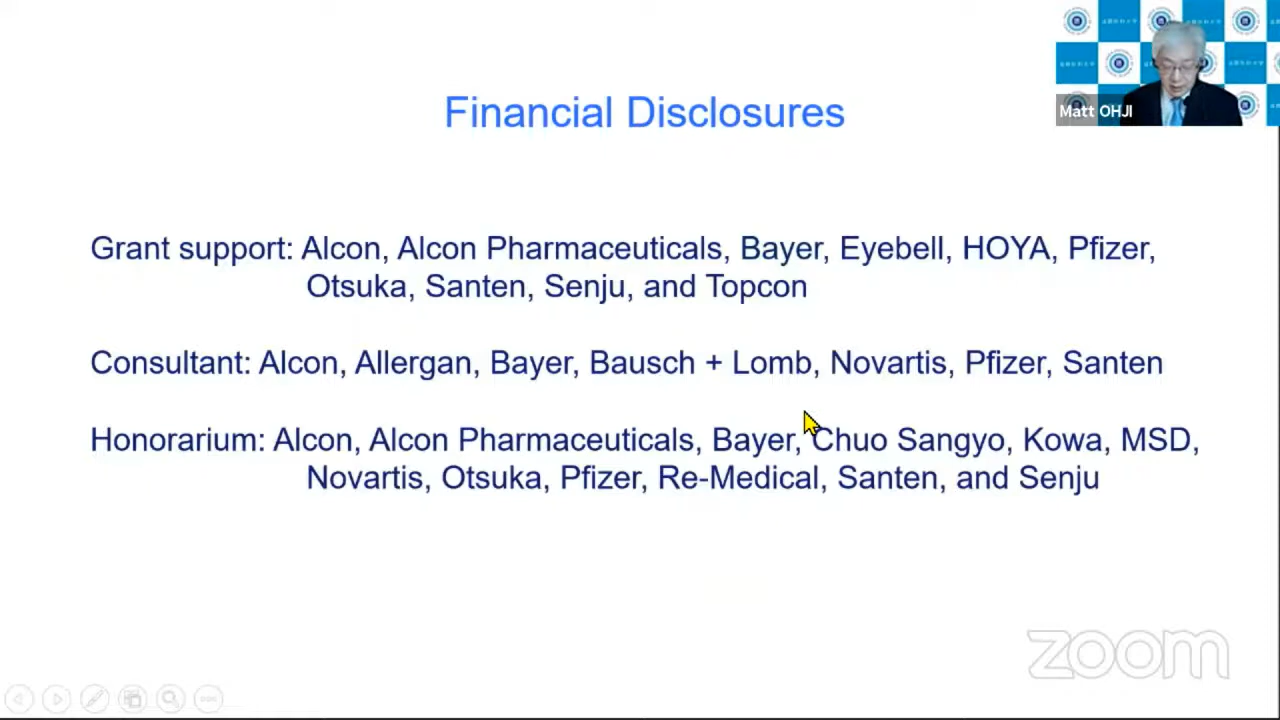 Financial Disclosures
Matt OHJI
Grant support: Alcon, Alcon Pharmaceuticals, Bayer, Eyebell, HOYA, Pfizer,
Otsuka, Santen, Senju, and Topcon
Consultant: Alcon, Allergan, Bayer, Bausch + Lomb, Novartis, Pfizer, Santen
Honorarium: Alcon, Alcon Pharmaceuticals, Bayer, Chuo Sangyo, Kowa, MSD,
Novartis, Otsuka, Pfizer, Re-Medical, Santen, and Senju
zoom